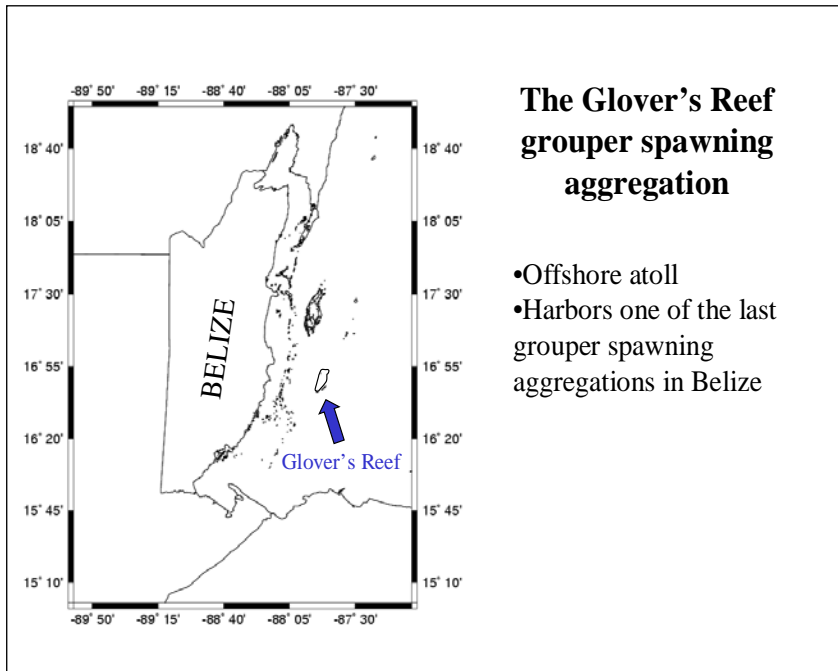 -89° 50' -89° 15' -88° 40' -88° 05' -87° 30'
18° 40' 18° 40'
18° 05' 18° 05'
17° 30' 17° 30'
16° 55' 16° 55'
16° 20' 16° 20'
15° 45' 15° 45'
15° 10' 15° 10'
-89° 50' -89° 15' -88° 40' -88° 05' -87° 30'
BELIZE
Glover's Reef
The Glover's Reef
grouper spawning
aggregation
•Offshore atoll
•Harbors one of the last
grouper spawning
aggregations in Belize